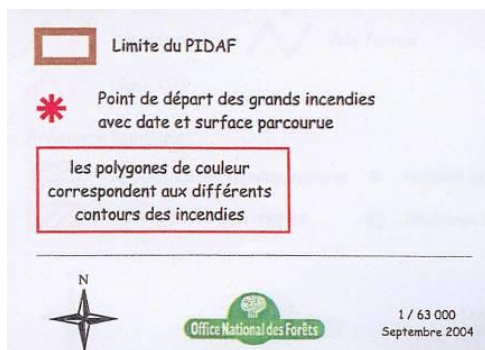 Limite du PIDAF
Point de départ des grands incendies
avec date et surface parcourue
les polygones de couleur
correspondent aux différents
contours des incendies
N
Office National des Forêts
1 / 63 000
Septembre 2004